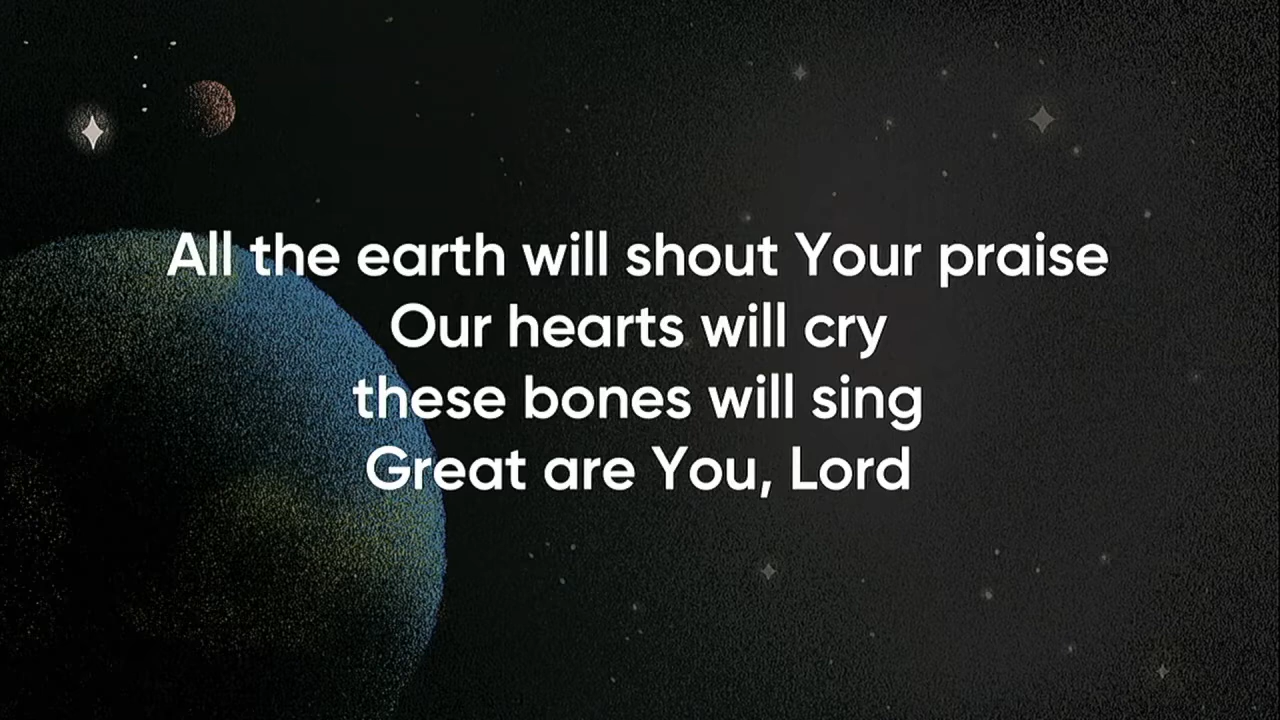 All the earth will shout Your praise
Our hearts will cry
these bones will sing
Great are You, Lord